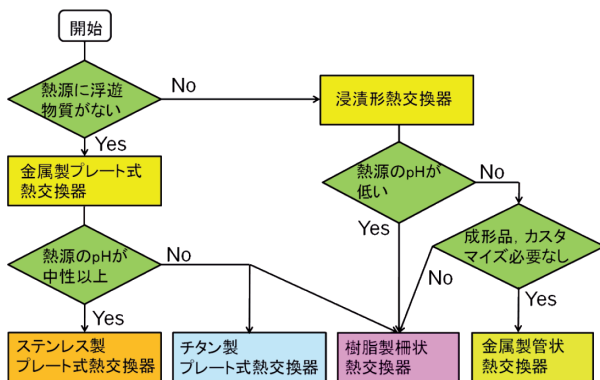 開始
熱源に浮遊
物質がない
No
Yes
浸漬形熱交換器
金属製プレート式
熱交換器
熱源のpHが
低い
No
Yes
熱源のpHが
中性以上
No
Yes
成形品，カスタ
マイズ必要なし
No
Yes
ステンレス製
プレート式熱交換器
チタン製
プレート式熱交換器
樹脂製柵状
熱交換器
金属製管状
熱交換器